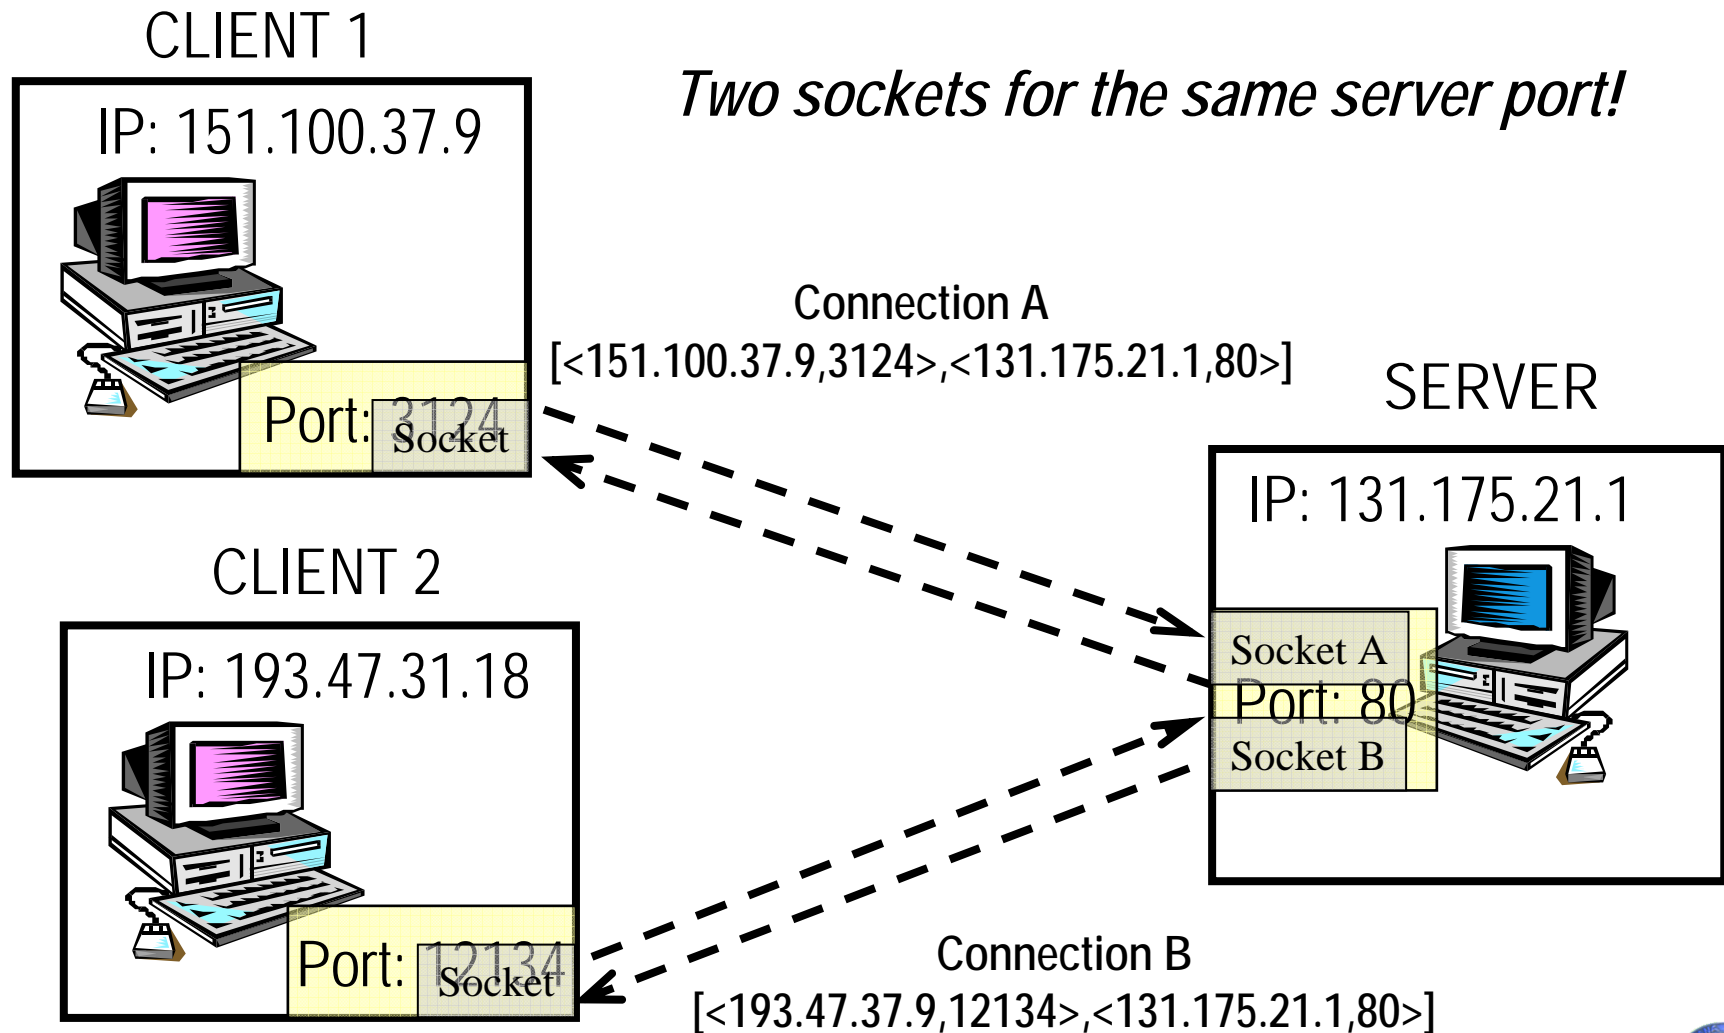 CLIENT 1
Two sockets for the same server port!
IP: 151.100.37.9
Connection A
[<151.100.37.9,3124>,<131.175.21.1,80>]
Port: 3124
Socket
SERVER
IP: 131.175.21.1
Socket A
Port: 80
Socket B
CLIENT 2
IP: 193.47.31.18
Port: 12134
Socket
Connection B
[<193.47.37.9,12134>,<131.175.21.1,80>]